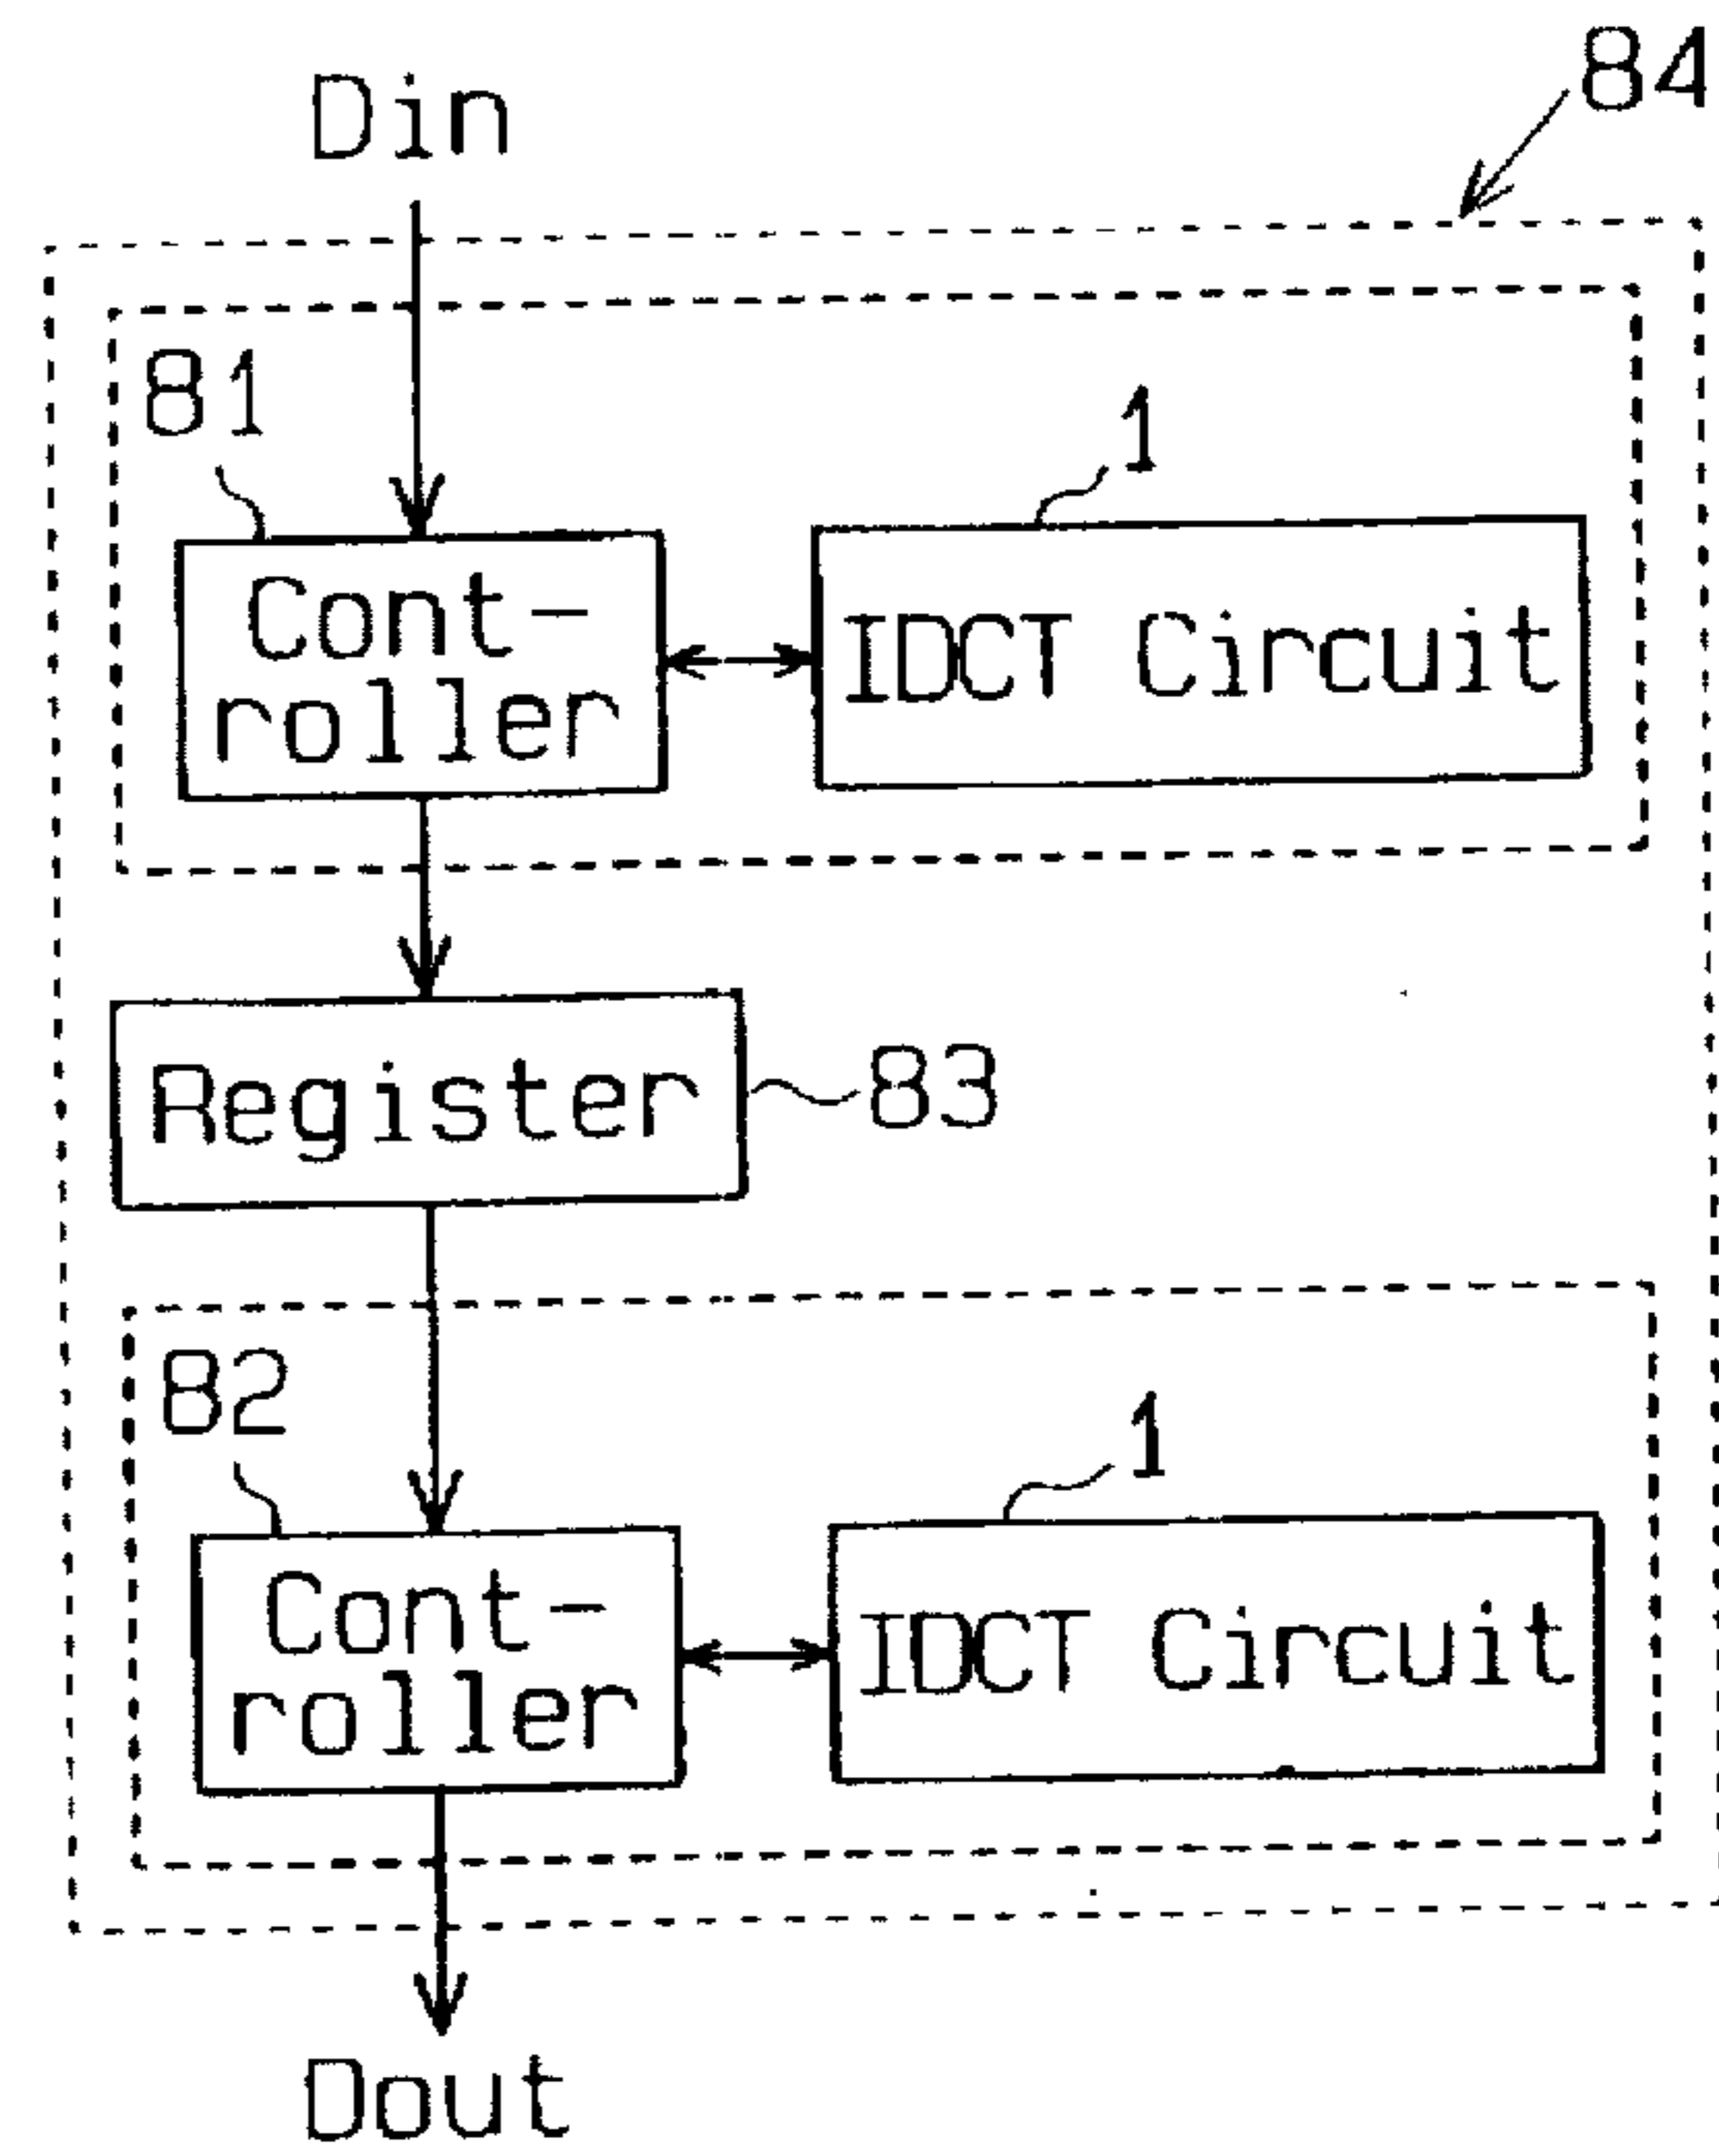 84
Din
81
1
Cont-
roller
IDCT Circuit
Register
83
82
1
Cont-
roller
IDCT Circuit
Dout